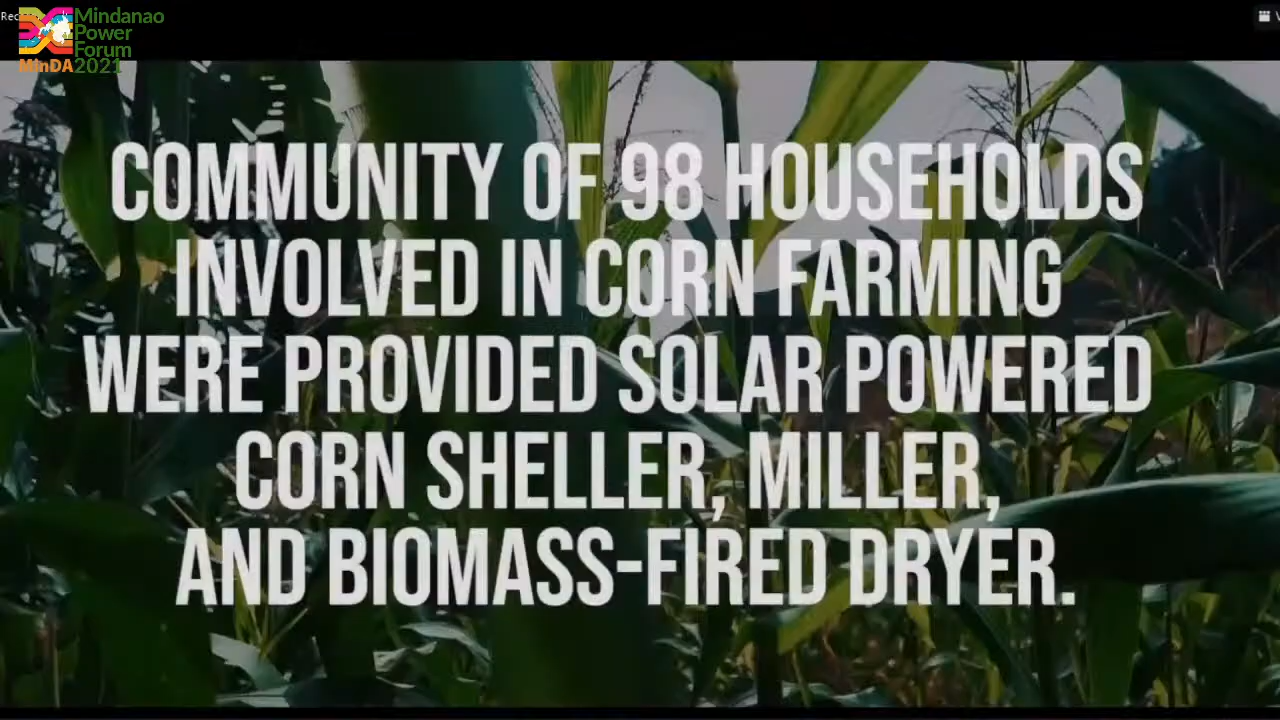 Rec
Mindanao
Power
Forum
MinDA 2021
COMMUNITY OF 98 HOUSEHOLDS
INVOLVED IN CORN FARMING
WERE PROVIDED SOLAR POWERED
CORN SHELLER, MILLER,
AND BIOMASS-FIRED DRYER.